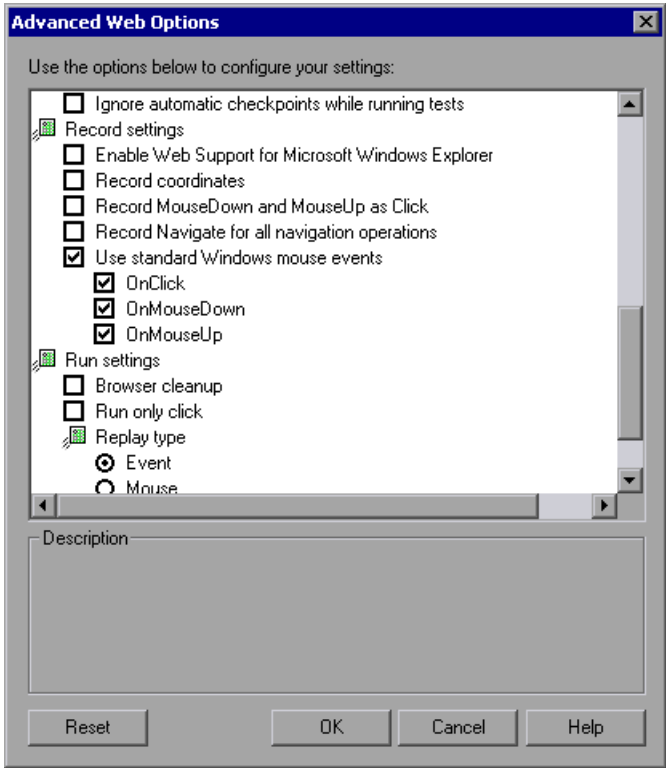 Advanced Web Options
Use the options below to configure your settings:
Ignore automatic checkpoints while running tests
Record settings
Enable Web Support for Microsoft Windows Explorer
Record coordinates
Record MouseDown and MouseUp as Click
Record Navigate for all navigation operations
Use standard Windows mouse events
OnClick
OnMouseDown
OnMouseUp
Run settings
Browser cleanup
Run only click
Replay type
Event
Mouse
Description
Reset OK Cancel Help